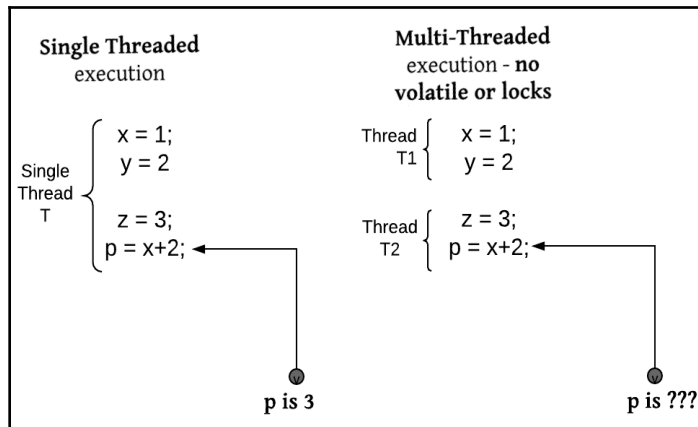 Single Threaded
execution
Single
Thread
T
x = 1;
y = 2
z = 3;
p = x+2;
v
p is 3
Multi-Threaded
execution - no
volatile or locks
Thread
T1
x = 1;
y = 2
Thread
T2
z = 3;
p = x+2;
v
p is ???